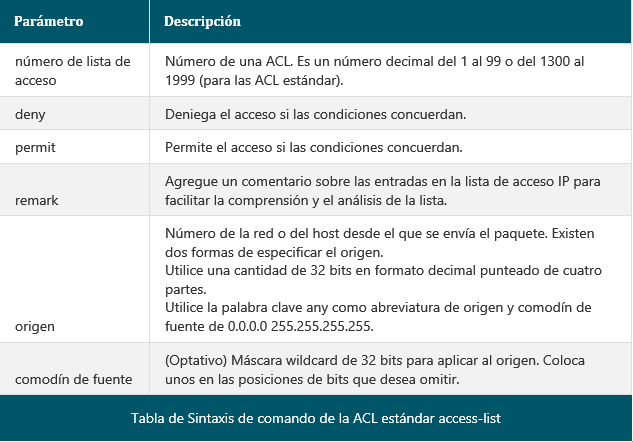 Parámetro Descripción
número de lista de acceso
Número de una ACL. Es un número decimal del 1 al 99 o del 1300 al
1999 (para las ACL estándar).
deny Deniega el acceso si las condiciones concuerdan.
permit Permite el acceso si las condiciones concuerdan.
remark
Agregue un comentario sobre las entradas en la lista de acceso IP para
facilitar la comprensión y el análisis de la lista.
origen
Número de la red o del host desde el que se envía el paquete. Existen
dos formas de especificar el origen.
Utilice una cantidad de 32 bits en formato decimal punteado de cuatro
partes.
Utilice la palabra clave any como abreviatura de origen y comodín de
fuente de 0.0.0.0 255.255.255.255.
comodín de fuente
(Optativo) Máscara wildcard de 32 bits para aplicar al origen. Coloca
unos en las posiciones de bits que desea omitir.
Tabla de Sintaxis de comando de la ACL estándar access-list